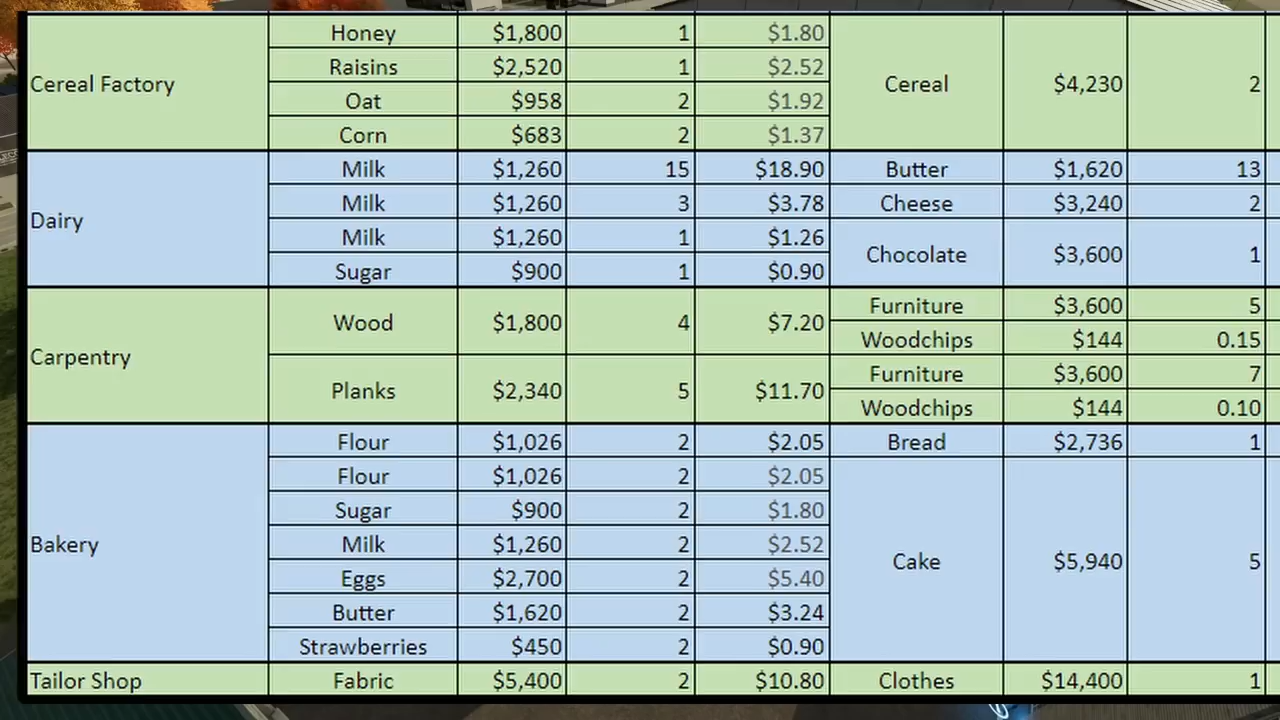 Honey $1,800 1 $1.80
Raisins $2,520 1 $2.52
Cereal Factory Cereal $4,230 2
Oat $958 2 $1.92
Corn $683 2 $1.37
Milk $1,260 15 $18.90 Butter $1,620 13
Milk $1,260 3 $3.78 Cheese $3,240 2
Dairy
Milk $1,260 1 $1.26
Chocolate $3,600 1
Sugar $900 1 $0.90
Furniture $3,600 5
Wood $1,800 4 $7.20
Woodchips $144 0.15
Carpentry
Furniture $3,600 7
Planks $2,340 5 $11.70
Woodchips $144 0.10
Flour $1,026 2 $2.05 Bread $2,736 1
Flour $1,026 2 $2.05
Sugar $900 2 $1.80
Bakery Milk $1,260 2 $2.52
Cake $5,940 5
Eggs $2,700 2 $5.40
Butter $1,620 2 $3.24
Strawberries $450 2 $0.90
Tailor Shop Fabric $5,400 2 $10.80 Clothes $14,400 1